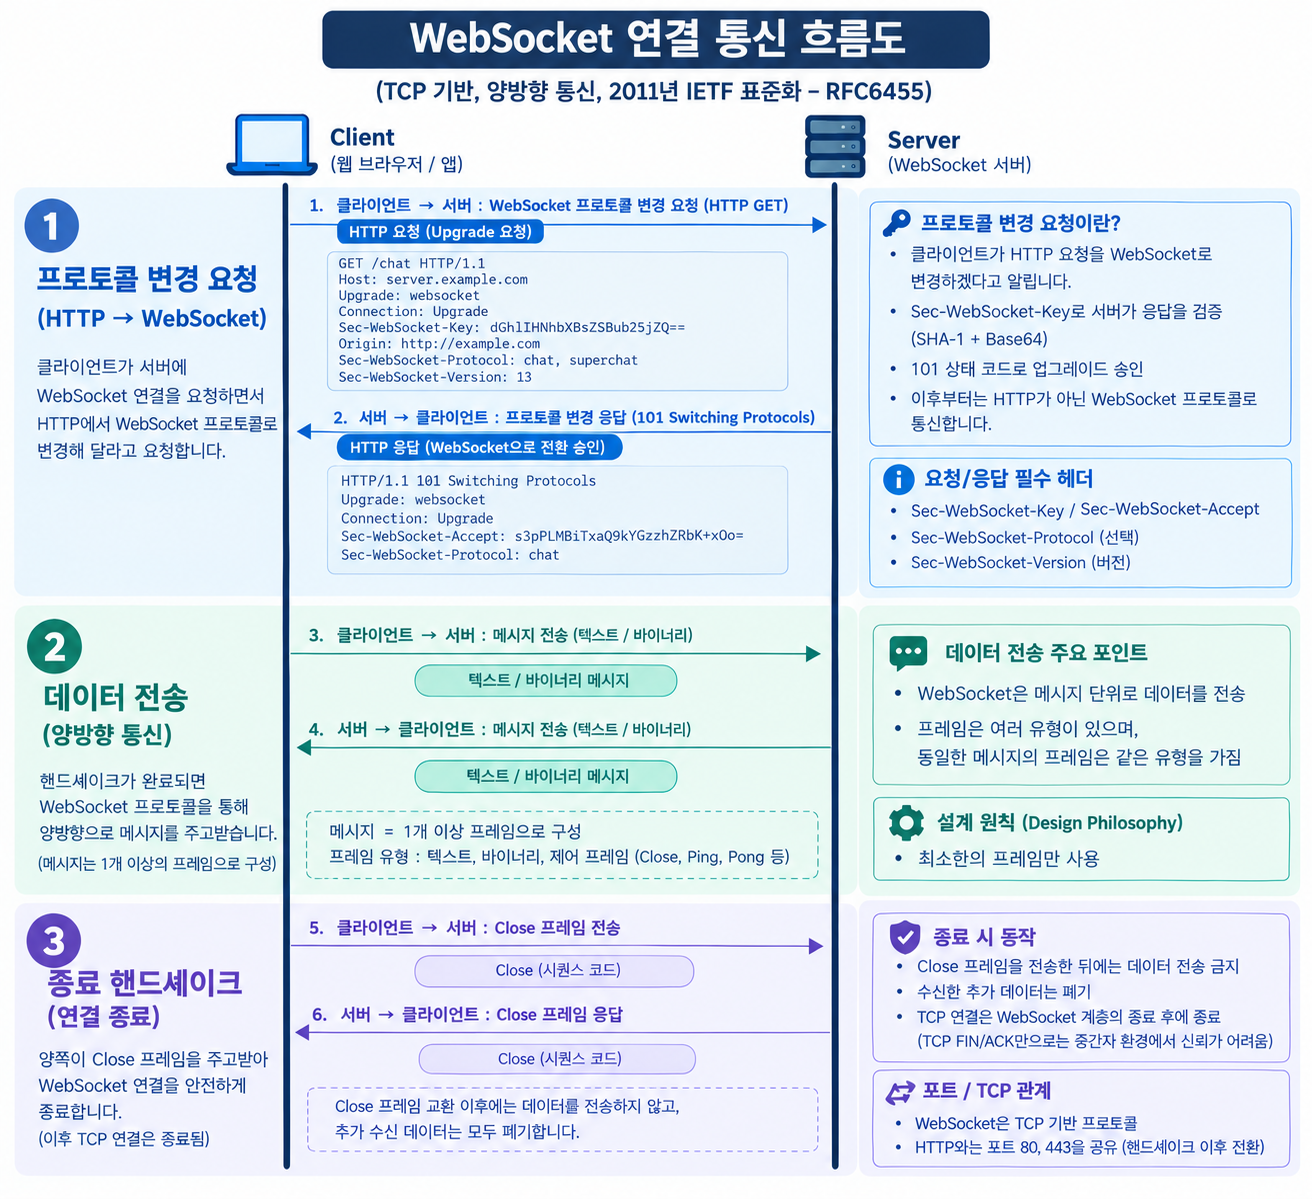 WebSocket 연결 통신 흐름도
(TCP 기반, 양방향 통신, 2011년 IETF 표준화 – RFC6455)
Client
(웹 브라우저 / 앱)
Server
(WebSocket 서버)
1
프로토콜 변경 요청
(HTTP → WebSocket)
클라이언트가 서버에
WebSocket 연결을 요청하면서
HTTP에서 WebSocket 프로토콜로
변경해 달라고 요청합니다.
1. 클라이언트 → 서버 : WebSocket 프로토콜 변경 요청 (HTTP GET)
HTTP 요청 (Upgrade 요청)
GET /chat HTTP/1.1
Host: server.example.com
Upgrade: websocket
Connection: Upgrade
Sec-WebSocket-Key: dGhlIHNhbXBsZSBub25jZQ==
Origin: http://example.com
Sec-WebSocket-Protocol: chat, superchat
Sec-WebSocket-Version: 13
2. 서버 → 클라이언트 : 프로토콜 변경 응답 (101 Switching Protocols)
HTTP 응답 (WebSocket으로 전환 승인)
HTTP/1.1 101 Switching Protocols
Upgrade: websocket
Connection: Upgrade
Sec-WebSocket-Accept: s3pPLMBiTxaQ9kYGzzhZRbK+xOo=
Sec-WebSocket-Protocol: chat
프로토콜 변경 요청이란?
• 클라이언트가 HTTP 요청을 WebSocket로
변경하겠다고 알립니다.
• Sec-WebSocket-Key로 서버가 응답을 검증
(SHA-1 + Base64)
• 101 상태 코드로 업그레이드 송인
• 이후부터는 HTTP가 아닌 WebSocket 프로토콜로
통신합니다.
요청/응답 필수 헤더
• Sec-WebSocket-Key / Sec-WebSocket-Accept
• Sec-WebSocket-Protocol (선택)
• Sec-WebSocket-Version (버전)
2
데이터 전송
(양방향 통신)
핸드셰이크가 완료되면
WebSocket 프로토콜을 통해
양방향으로 메시지를 주고받습니다.
(메시지는 1개 이상의 프레임으로 구성)
3. 클라이언트 → 서버 : 메시지 전송 (텍스트 / 바이너리)
텍스트 / 바이너리 메시지
4. 서버 → 클라이언트 : 메시지 전송 (텍스트 / 바이너리)
텍스트 / 바이너리 메시지
메시지 = 1개 이상 프레임으로 구성
프레임 유형 : 텍스트, 바이너리, 제어 프레임 (Close, Ping, Pong 등)
데이터 전송 주요 포인트
• WebSocket은 메시지 단위로 데이터를 전송
• 프레임은 여러 유형이 있으며,
동일한 메시지의 프레임은 같은 유형을 가짐
설계 원칙 (Design Philosophy)
• 최소한의 프레임만 사용
3
종료 핸드셰이크
(연결 종료)
양쪽이 Close 프레임을 주고받아
WebSocket 연결을 안전하게
종료합니다.
(이후 TCP 연결은 종료됨)
5. 클라이언트 → 서버 : Close 프레임 전송
Close (시퀀스 코드)
6. 서버 → 클라이언트 : Close 프레임 응답
Close (시퀀스 코드)
Close 프레임 교환 이후에는 데이터를 전송하지 않고,
추가 수신 데이터는 모두 폐기합니다.
종료 시 동작
• Close 프레임을 전송한 뒤에는 데이터 전송 금지
• 수신한 추가 데이터는 폐기
• TCP 연결은 WebSocket 계층의 종료 후에 종료
(TCP FIN/ACK만으로는 중간자 환경에서 신뢰가 어려움)
포트 / TCP 관계
• WebSocket은 TCP 기반 프로토콜
• HTTP와는 포트 80, 443을 공유 (핸드셰이크 이후 전환)